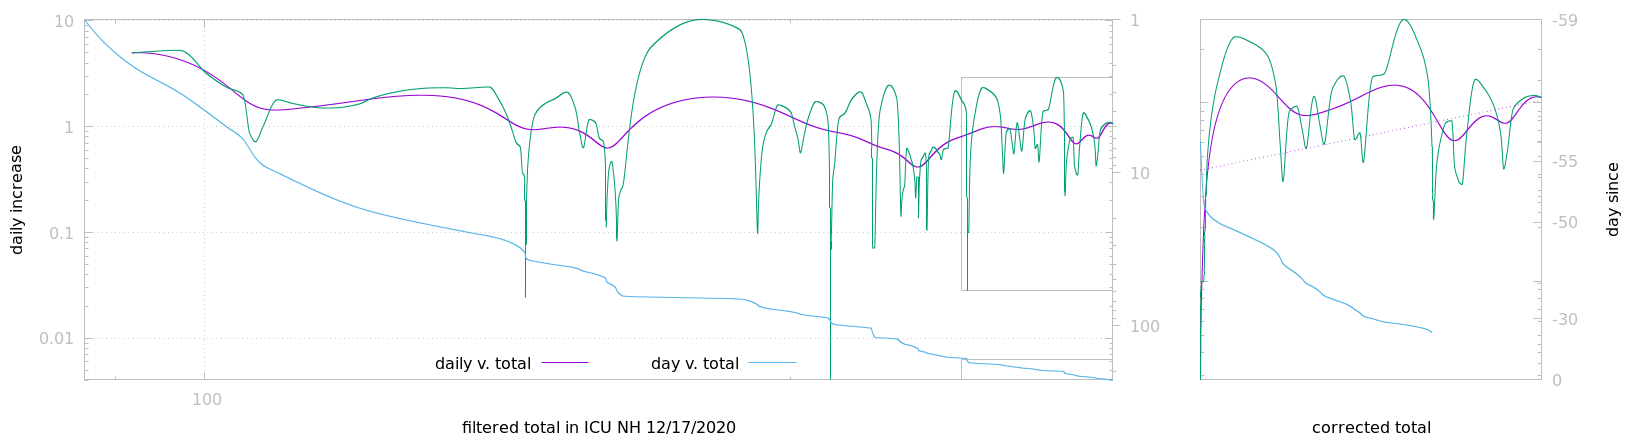 10
1
-59
1
10
-55
-50
0.1
100
-30
0.01
0
daily increase
day since
daily v. total
day v. total
100
filtered total in ICU NH 12/17/2020
corrected total